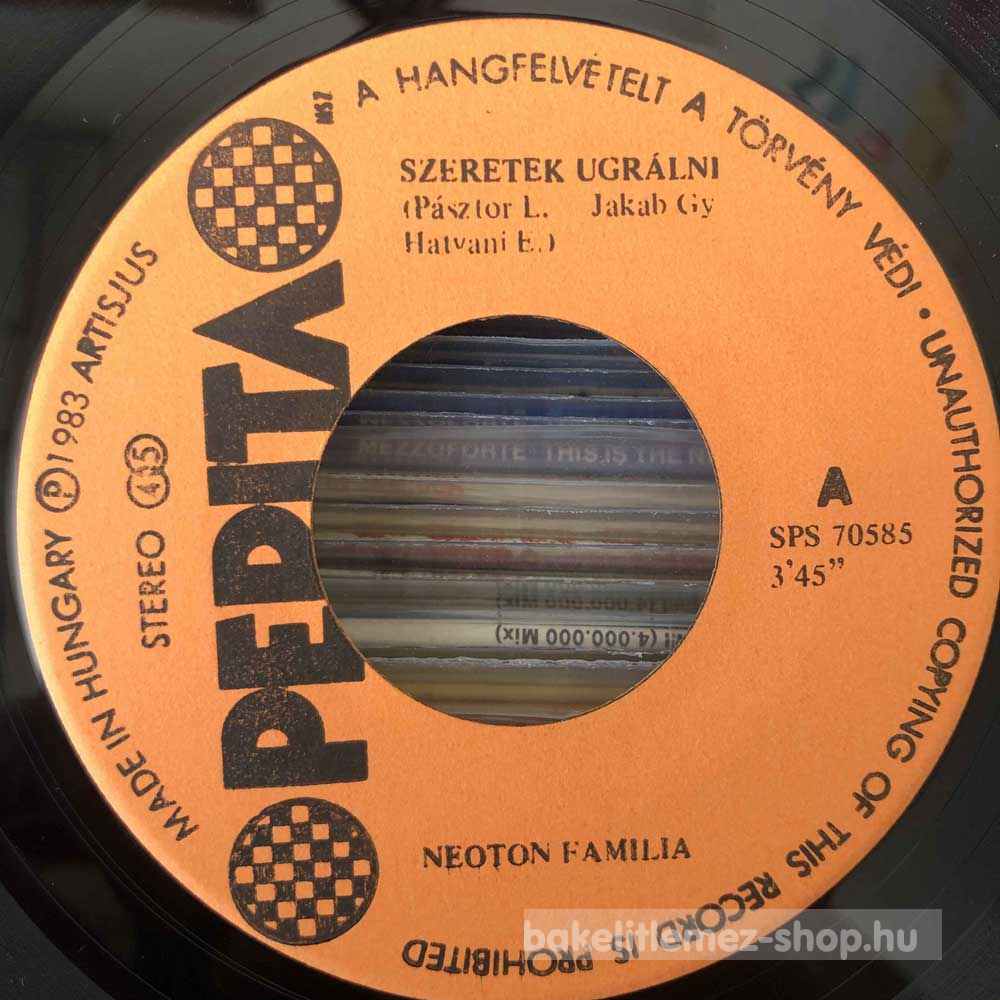 A HANGFELVÉTELT A TÖRVÉNY VÉDI • UNAUTHORIZED COPYING OF THIS RECORD IS PROHIBITED
MSZ
SZERETEK UGRÁLNI
(Pásztor L. Jakab Gy
Hatvani E.)
PEPITA
MADE IN HUNGARY Ⓟ 1983 ARTISJUS
STEREO 45
MEZZOFORTE THIS IS THE N
(4.000.000 Mix)
A
SPS 70585
3'45”
NEOTON FAMILIA
bakelitlemez-shop.hu